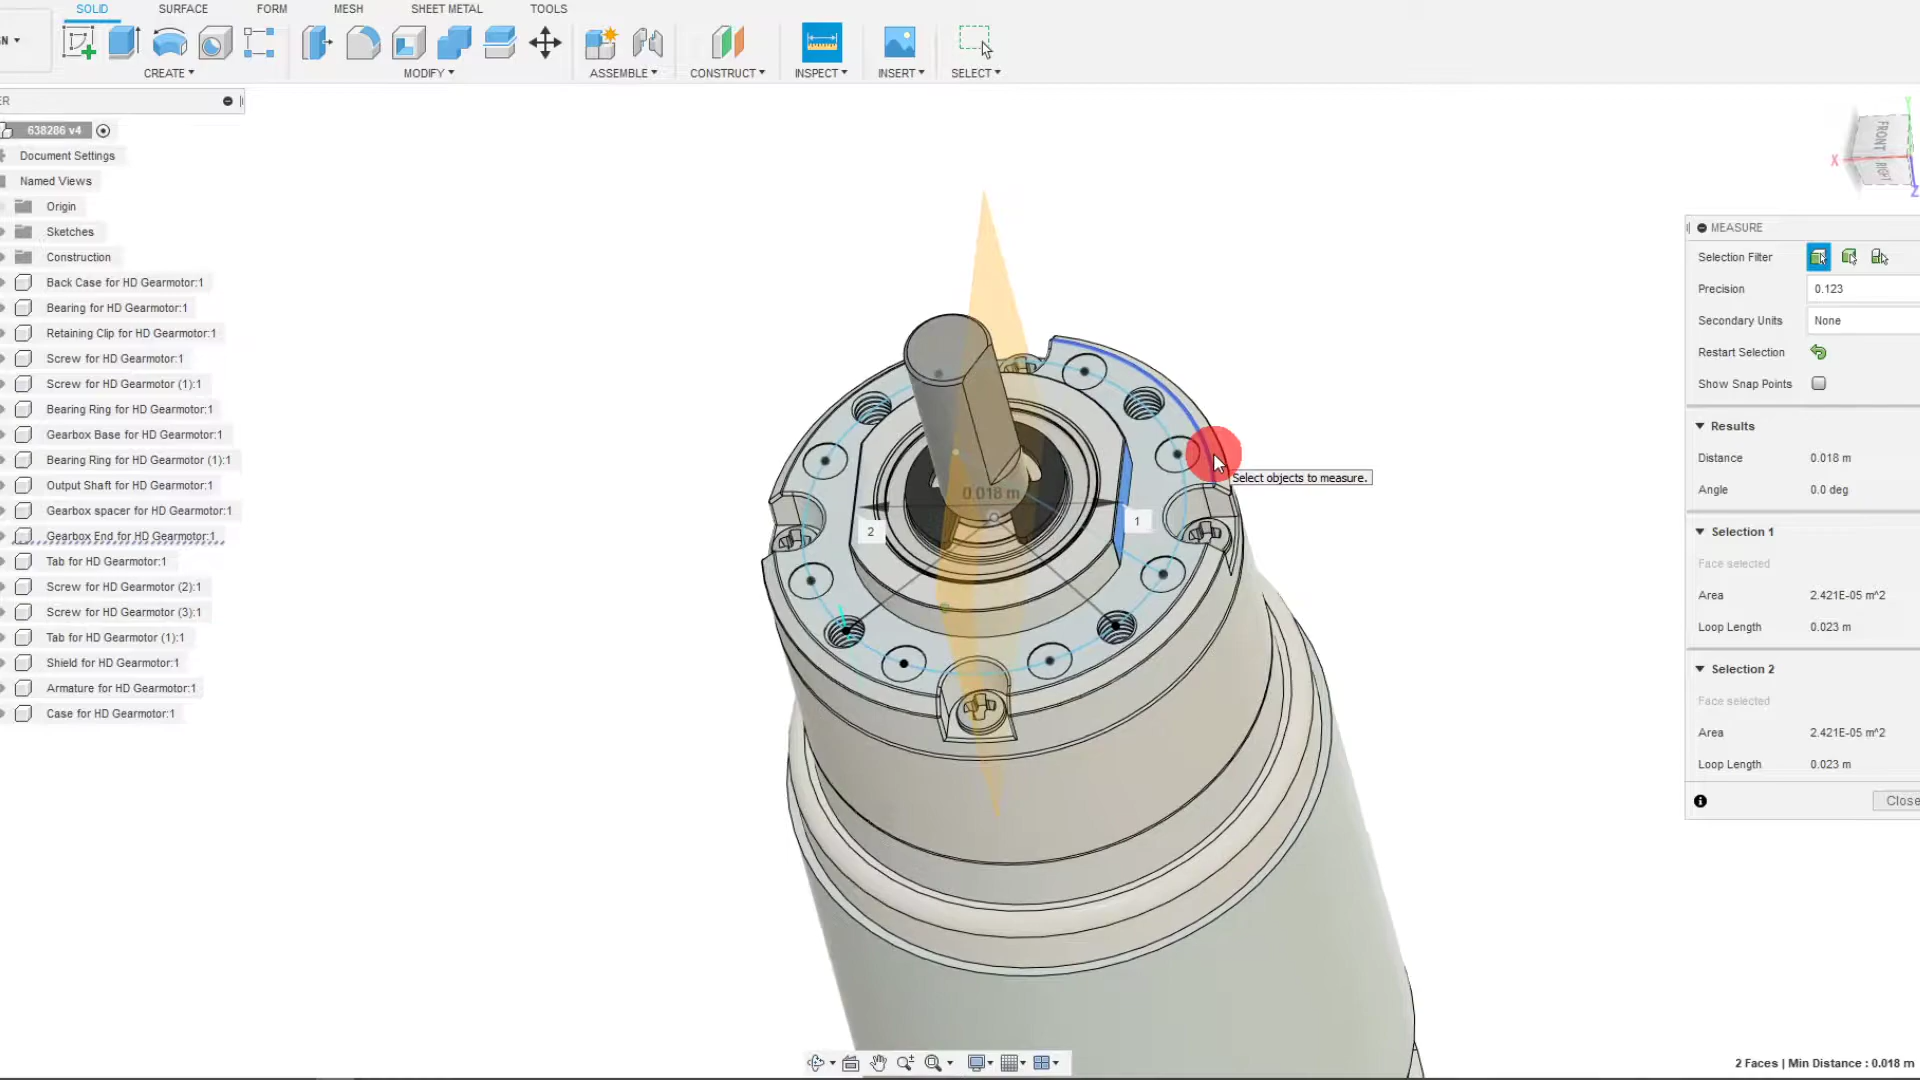 SOLID SURFACE FORM MESH SHEET METAL TOOLS
N
CREATE MODIFY ASSEMBLE CONSTRUCT INSPECT INSERT SELECT
ER
638286 v4
Document Settings
Named Views
Origin
Sketches
Construction
Back Case for HD Gearmotor:1
Bearing for HD Gearmotor:1
Retaining Clip for HD Gearmotor:1
Screw for HD Gearmotor:1
Screw for HD Gearmotor (1):1
Bearing Ring for HD Gearmotor:1
Gearbox Base for HD Gearmotor:1
Bearing Ring for HD Gearmotor (1):1
Output Shaft for HD Gearmotor:1
Gearbox spacer for HD Gearmotor:1
Gearbox End for HD Gearmotor:1
Tab for HD Gearmotor:1
Screw for HD Gearmotor (2):1
Screw for HD Gearmotor (3):1
Tab for HD Gearmotor (1):1
Shield for HD Gearmotor:1
Armature for HD Gearmotor:1
Case for HD Gearmotor:1
0.018 m
1
2
Select objects to measure.
Y
FRONT
X
RIGHT
Z
MEASURE
Selection Filter
Precision 0.123
Secondary Units None
Restart Selection
Show Snap Points
Results
Distance 0.018 m
Angle 0.0 deg
Selection 1
Face selected
Area 2.421E-05 m^2
Loop Length 0.023 m
Selection 2
Face selected
Area 2.421E-05 m^2
Loop Length 0.023 m
Close
2 Faces | Min Distance : 0.018 m